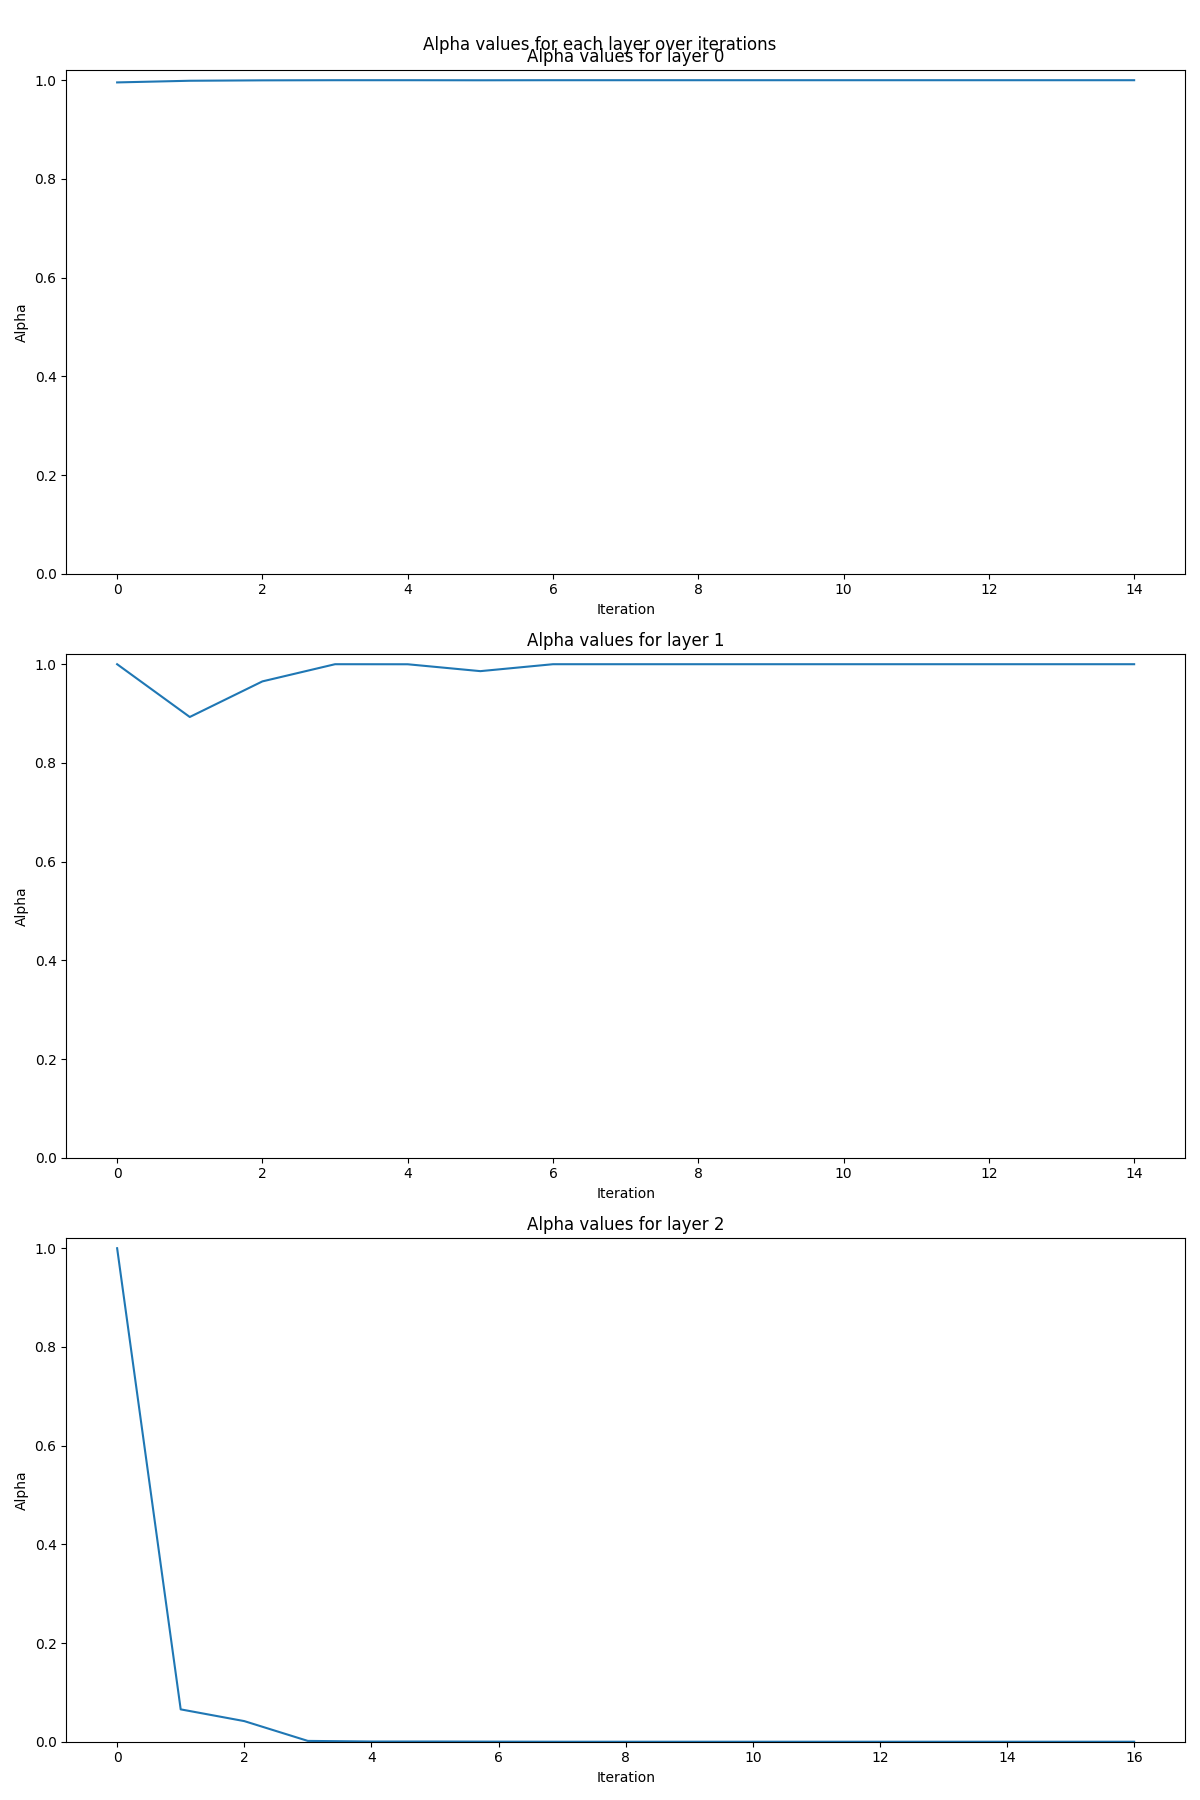 Alpha values for each layer over iterations
Alpha values for layer 0
1.0
0.8
0.6
0.4
0.2
0.0
Alpha
0 2 4 6 8 10 12 14
Iteration
Alpha values for layer 1
1.0
0.8
0.6
0.4
0.2
0.0
Alpha
0 2 4 6 8 10 12 14
Iteration
Alpha values for layer 2
1.0
0.8
0.6
0.4
0.2
0.0
Alpha
0 2 4 6 8 10 12 14 16
Iteration